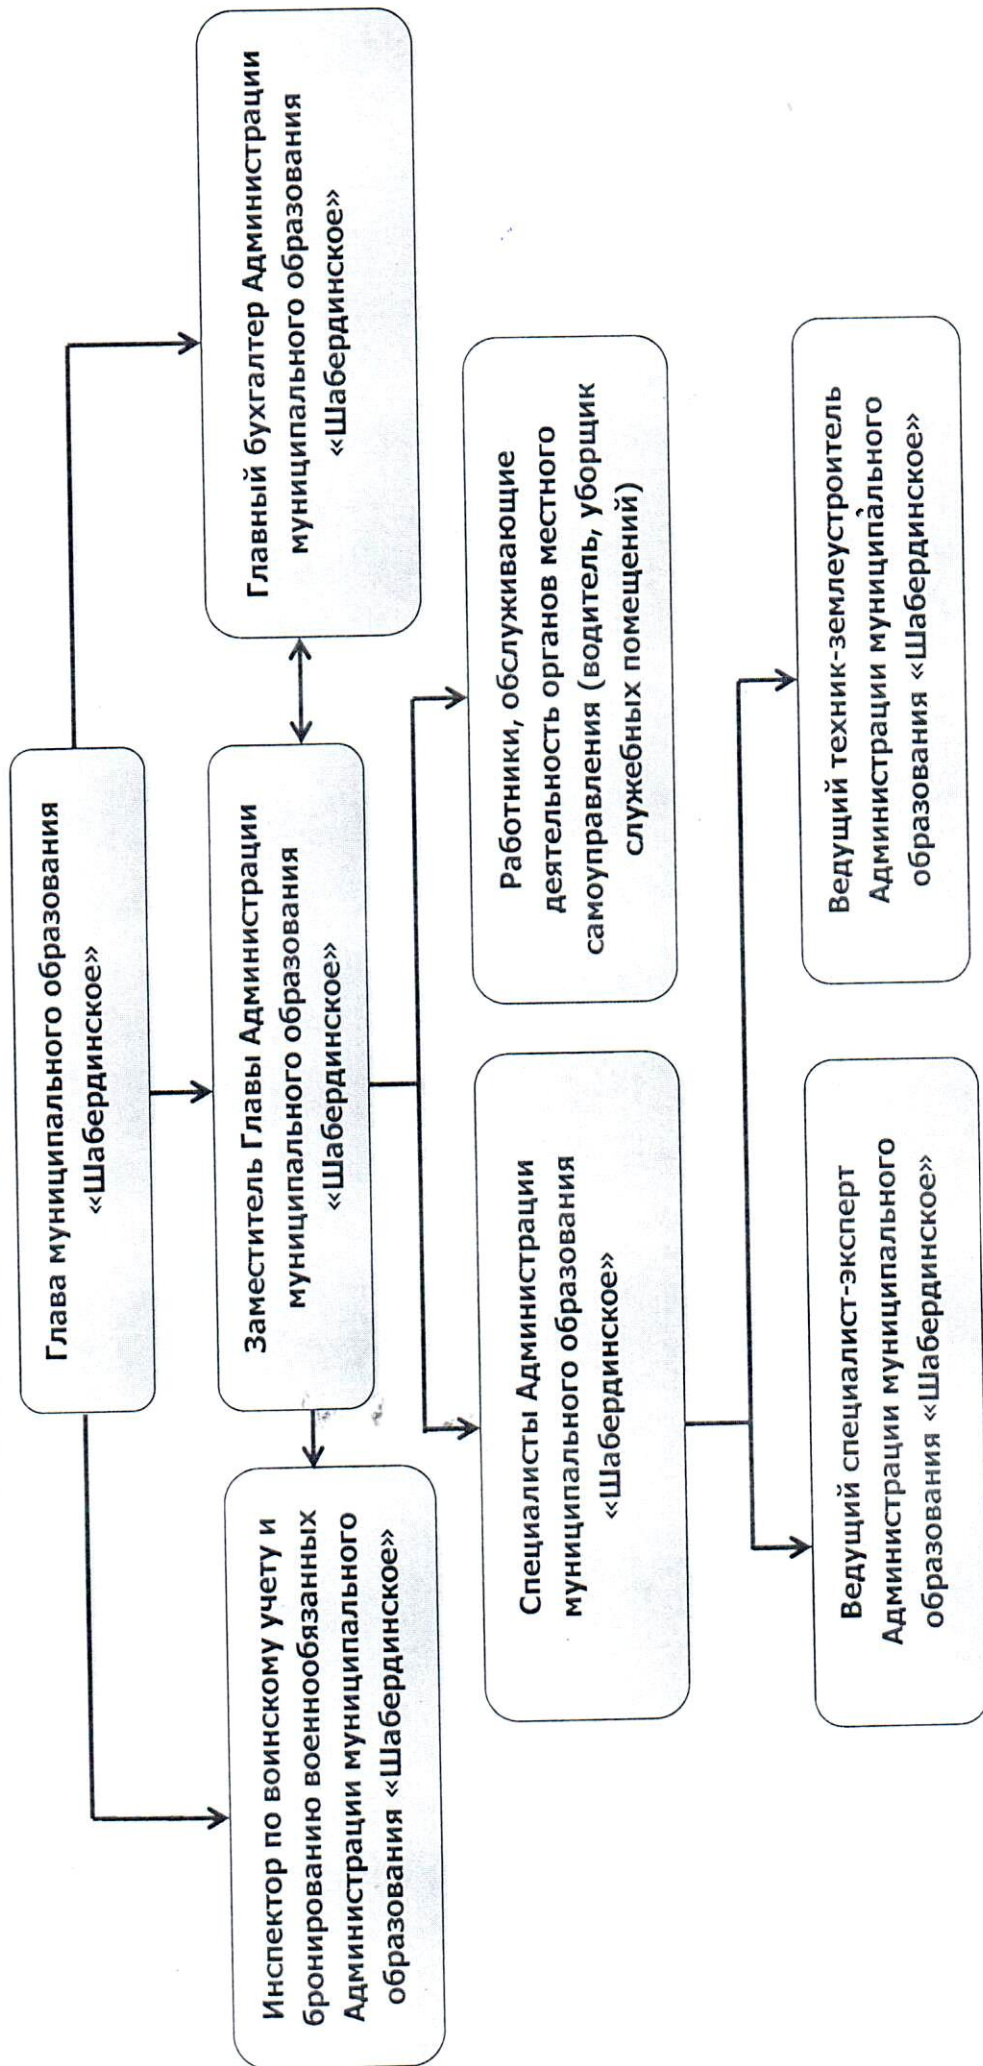 Глава муниципального образования
«Шабердинское»
Инспектор по воинскому учету и
бронированию военнообязанных
Администрации муниципального
образования «Шабердинское»
Заместитель Главы Администрации
муниципального образования
«Шабердинское»
Главный бухгалтер Администрации
муниципального образования
«Шабердинское»
Специалисты Администрации
муниципального образования
«Шабердинское»
Работники, обслуживающие
деятельность органов местного
самоуправления (водитель, уборщик
служебных помещений)
Ведущий специалист-эксперт
Администрации муниципального
образования «Шабердинское»
Ведущий техник-землеустроитель
Администрации муниципального
образования «Шабердинское»